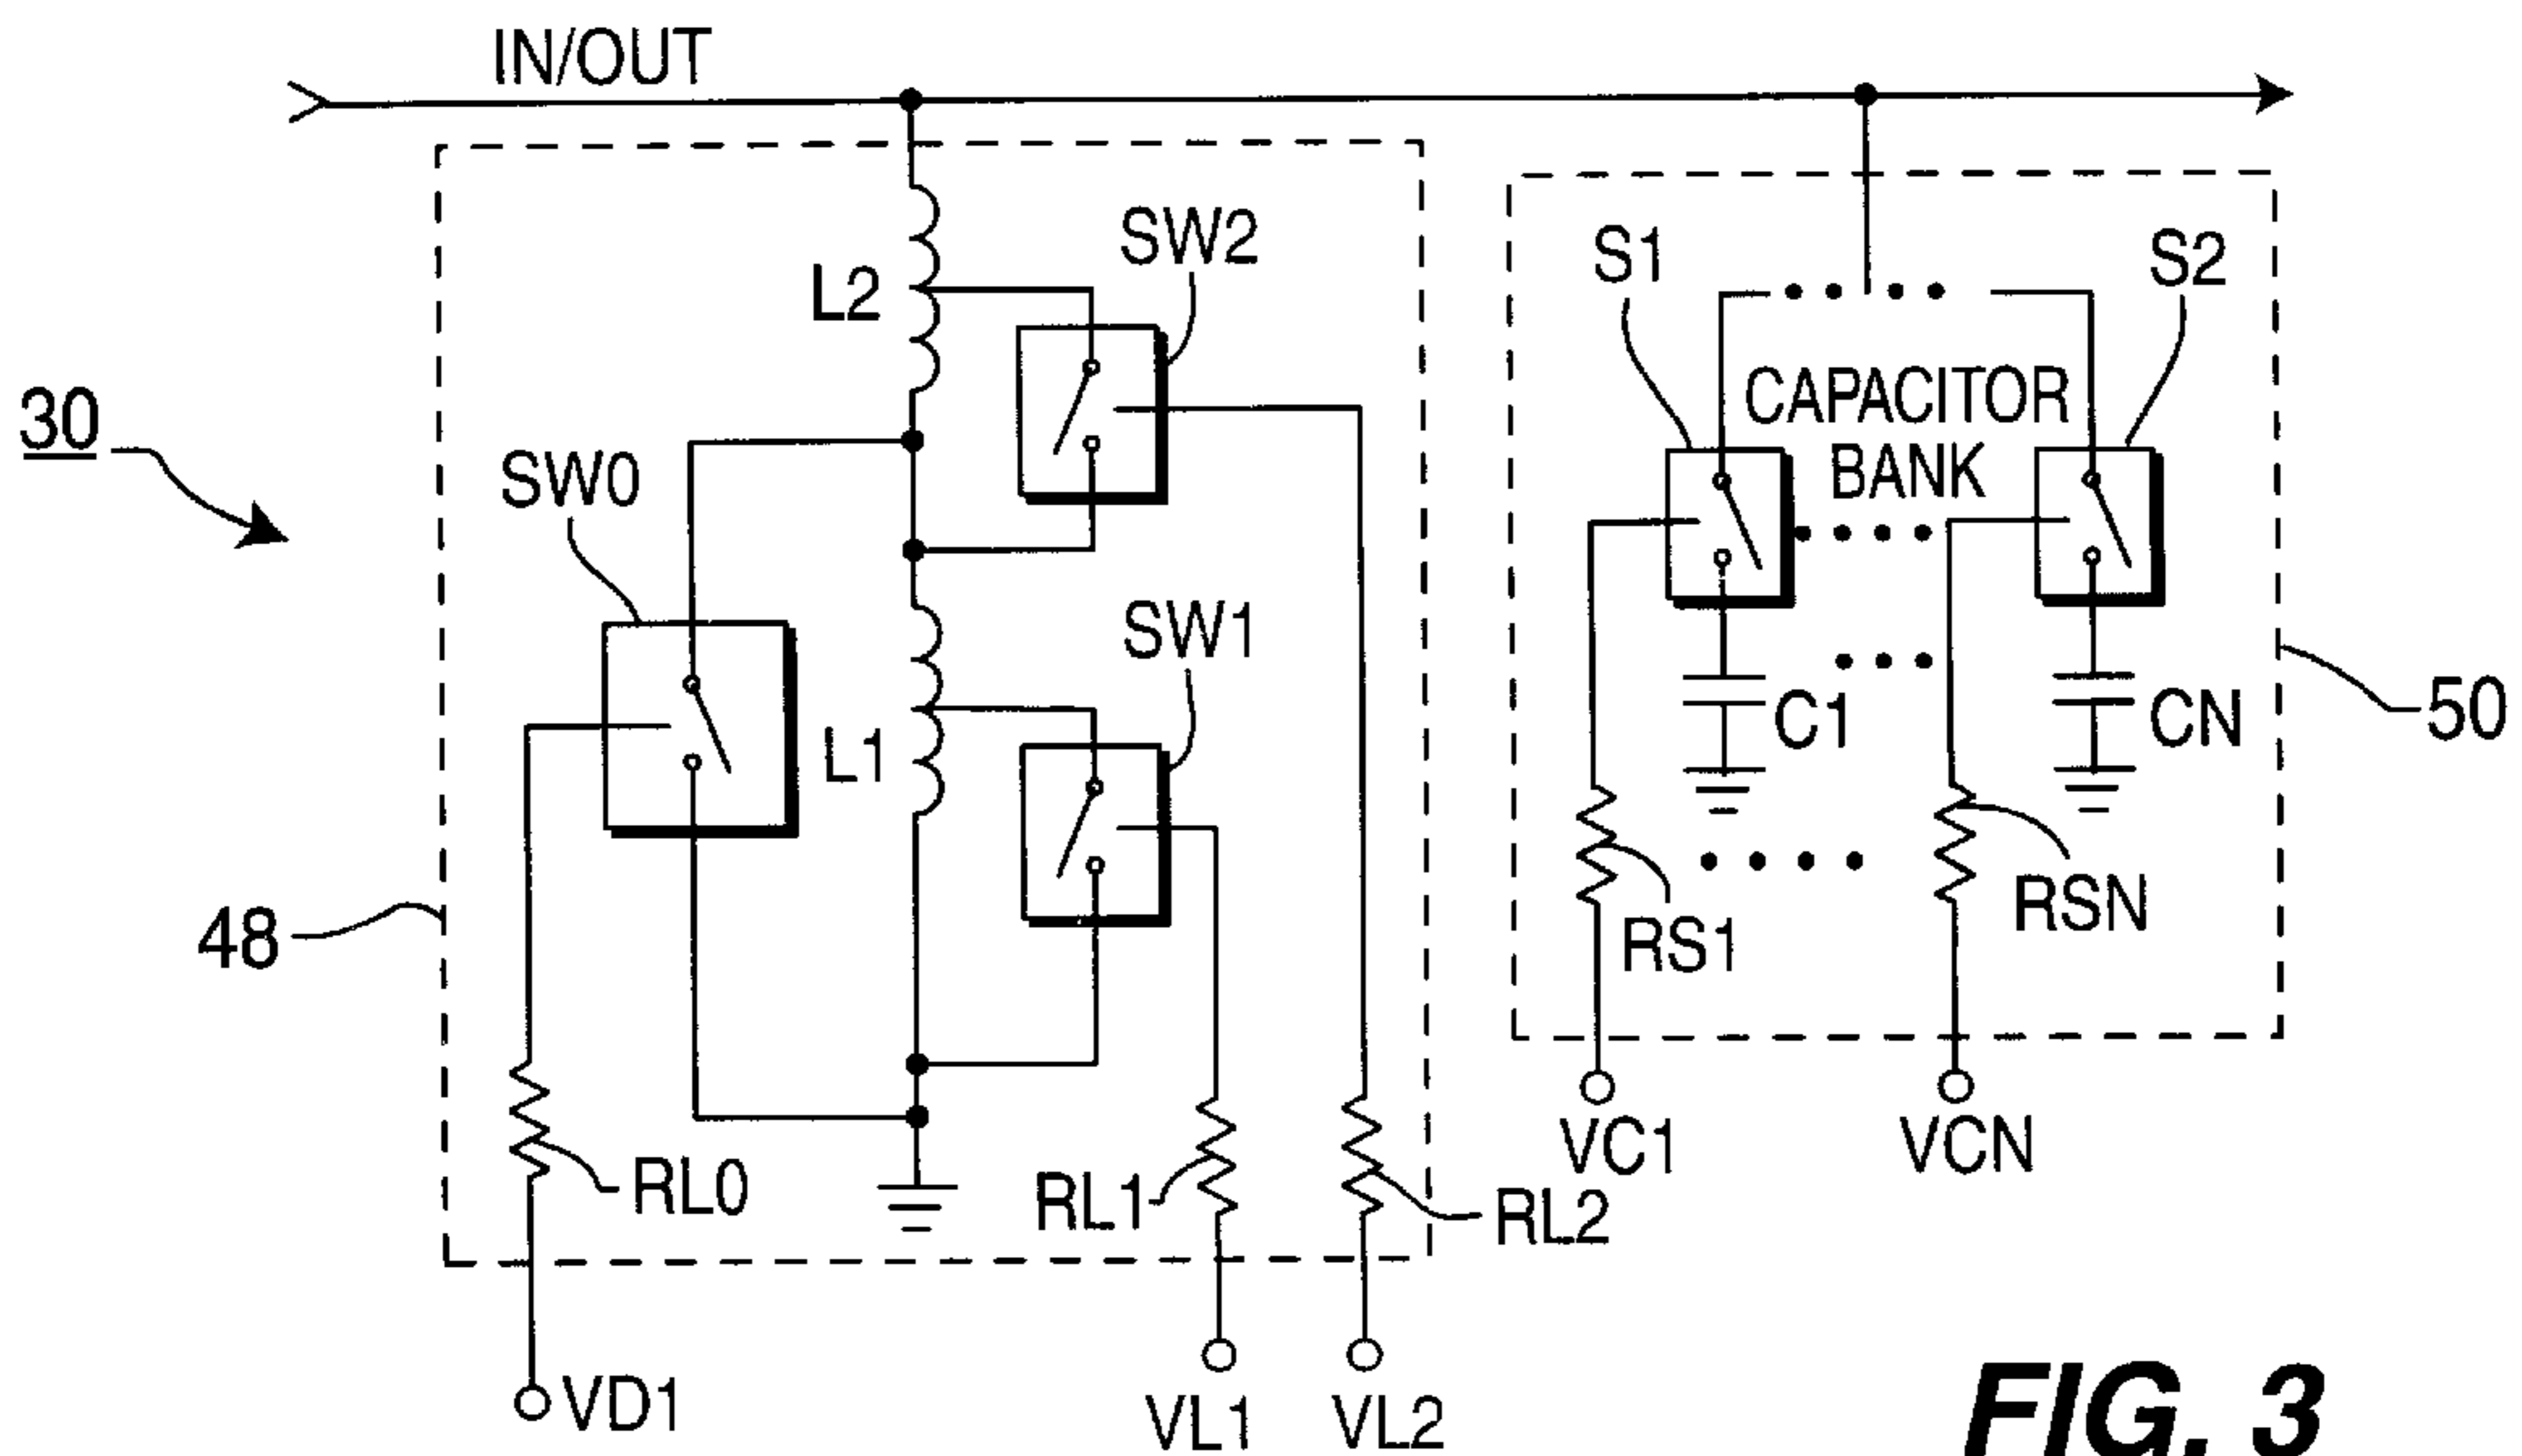 IN/OUT
SW2
S1
S2
L2
CAPACITOR
BANK
30
SW0
SW1
C1
CN
50
L1
48
RS1
RSN
RL0
RL1
RL2
VC1
VCN
VD1
VL1
VL2
FIG. 3